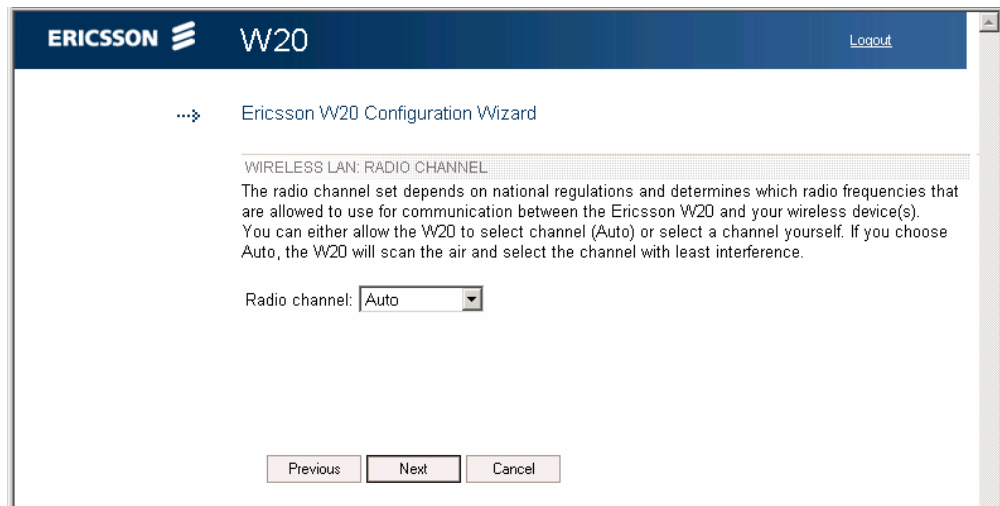 ERICSSON
W20
Logout
Ericsson W20 Configuration Wizard
WIRELESS LAN: RADIO CHANNEL
The radio channel set depends on national regulations and determines which radio frequencies that
are allowed to use for communication between the Ericsson W20 and your wireless device(s).
You can either allow the W20 to select channel (Auto) or select a channel yourself. If you choose
Auto, the W20 will scan the air and select the channel with least interference.
Radio channel: Auto
Previous Next Cancel